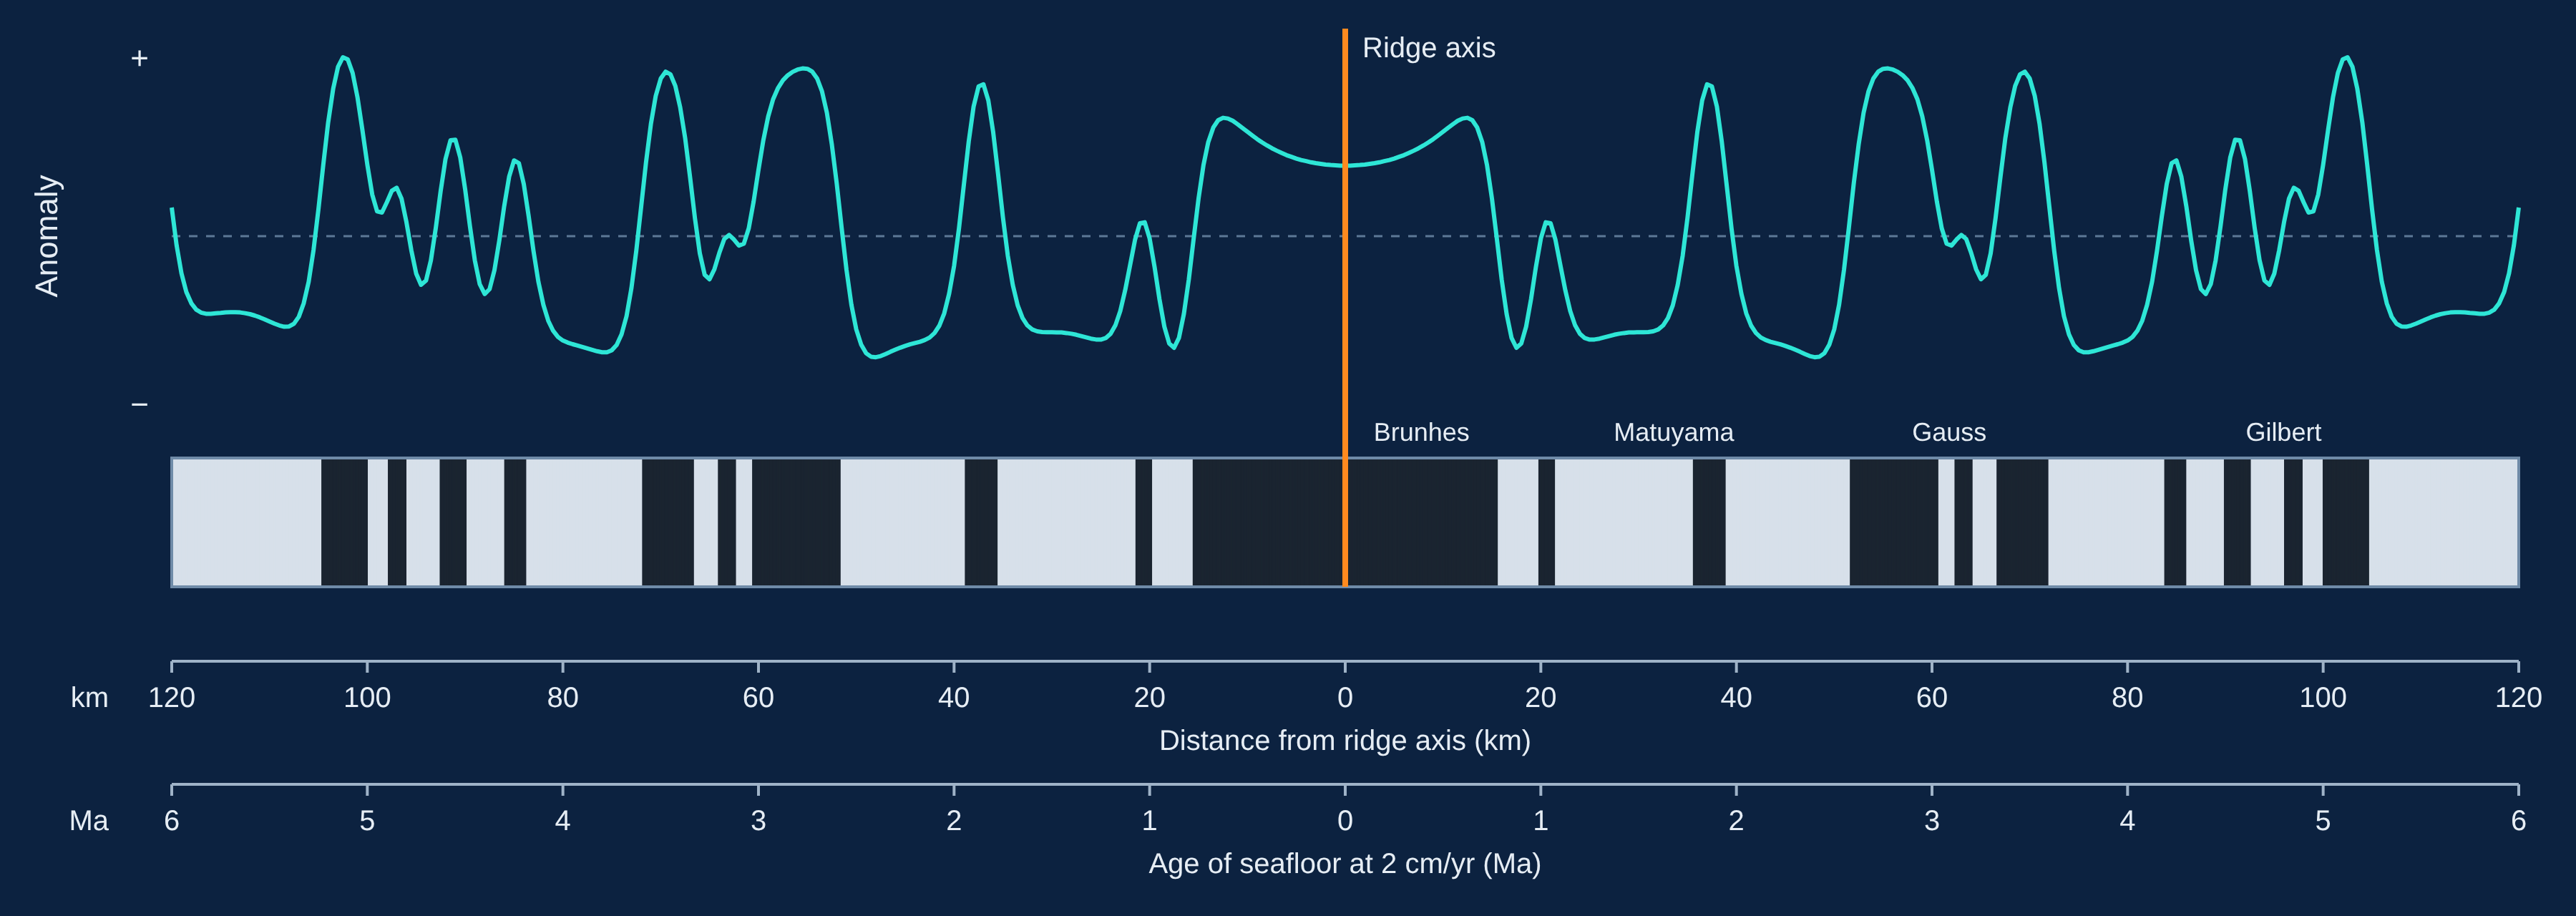 +
Ridge axis
Anomaly
−
Brunhes Matuyama Gauss Gilbert
km 120 100 80 60 40 20 0 20 40 60 80 100 120
Distance from ridge axis (km)
Ma 6 5 4 3 2 1 0 1 2 3 4 5 6
Age of seafloor at 2 cm/yr (Ma)